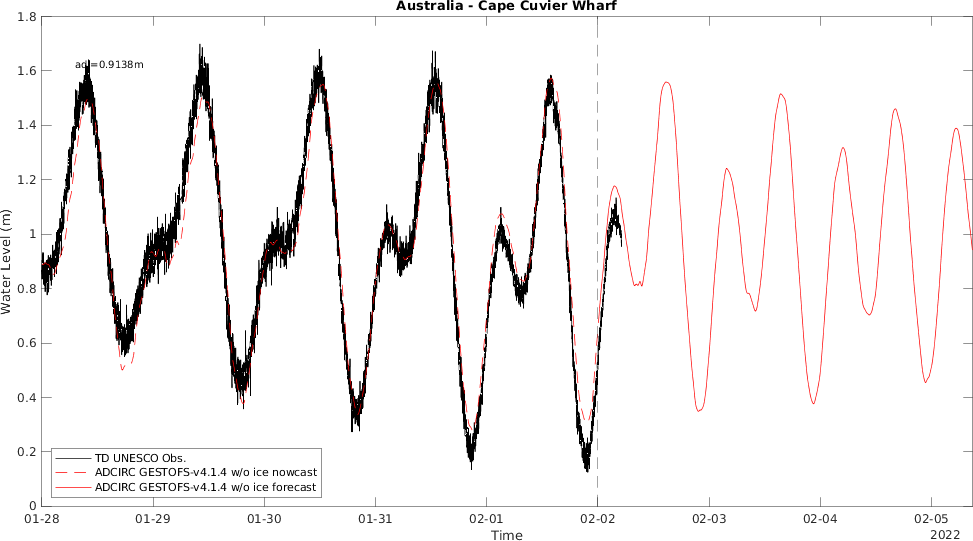 Australia - Cape Cuvier Wharf
1.8
1.6
1.4
1.2
1
0.8
0.6
0.4
0.2
0
Water Level (m)
adj=0.9138m
TD UNESCO Obs.
ADCIRC GESTOFS-v4.1.4 w/o ice nowcast
ADCIRC GESTOFS-v4.1.4 w/o ice forecast
01-28 01-29 01-30 01-31 02-01 02-02 02-03 02-04 02-05
Time
2022